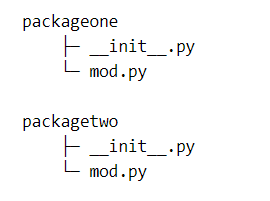 packageone
├─ __init__.py
└─ mod.py
packagetwo
├─ __init__.py
└─ mod.py